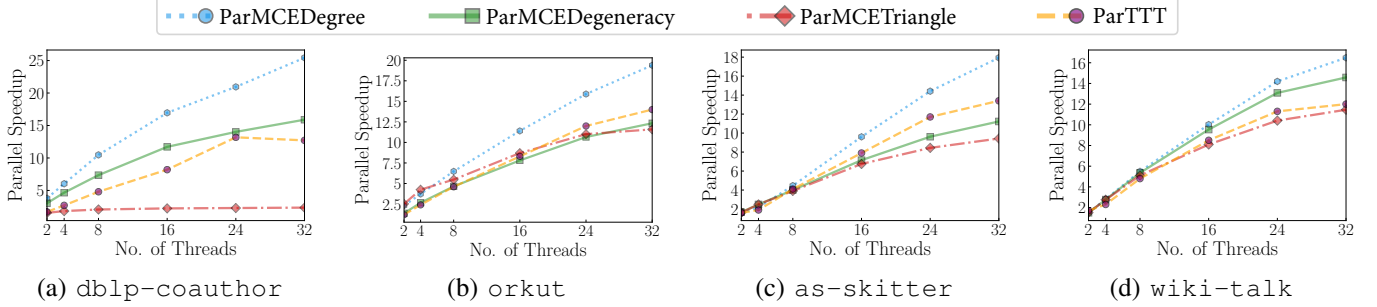 ParMCEDegree ParMCEDegeneracy ParMCETriangle ParTTT
Parallel Speedup
25
20
15
10
5
2 4 8 16 24 32
No. of Threads
(a) dblp-coauthor
Parallel Speedup
20
17.5
15
12.5
10
7.5
5
2.5
2 4 8 16 24 32
No. of Threads
(b) orkut
Parallel Speedup
18
16
14
12
10
8
6
4
2
2 4 8 16 24 32
No. of Threads
(c) as-skitter
Parallel Speedup
16
14
12
10
8
6
4
2
2 4 8 16 24 32
No. of Threads
(d) wiki-talk